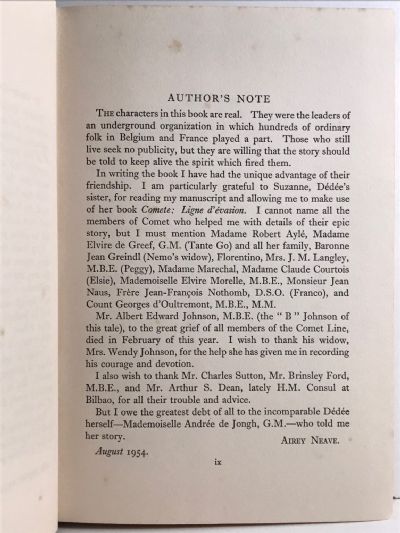 AUTHOR'S NOTE
THE characters in this book are real. They were the leaders of
an underground organization in which hundreds of ordinary
folk in Belgium and France played a part. Those who still
live seek no publicity, but they are willing that the story should
be told to keep alive the spirit which fired them.
In writing the book I have had the unique advantage of their
friendship. I am particularly grateful to Suzanne, Dédée's
sister, for reading my manuscript and allowing me to make use
of her book Comete: Ligne d'évasion. I cannot name all the
members of Comet who helped me with details of their epic
story, but I must mention Madame Robert Aylé, Madame
Elvire de Greef, G.M. (Tante Go) and all her family, Baronne
Jean Greindl (Nemo's widow), Florentino, Mrs. J. M. Langley,
M.B.E. (Peggy), Madame Marechal, Madame Claude Courtois
(Elsie), Mademoiselle Elvire Morelle, M.B.E., Monsieur Jean
Naus, Frère Jean-François Nothomb, D.S.O. (Franco), and
Count Georges d'Oultremont, M.B.E., M.M.
Mr. Albert Edward Johnson, M.B.E. (the " B " Johnson of
this tale), to the great grief of all members of the Comet Line,
died in February of this year. I wish to thank his widow,
Mrs. Wendy Johnson, for the help she has given me in recording
his courage and devotion.
I also wish to thank Mr. Charles Sutton, Mr. Brinsley Ford,
M.B.E., and Mr. Arthur S. Dean, lately H.M. Consul at
Bilbao, for all their trouble and advice.
But I owe the greatest debt of all to the incomparable Dédée
herself—Mademoiselle Andrée de Jongh, G.M.—who told me
her story.
AIREY NEAVE.
August 1954.
ix